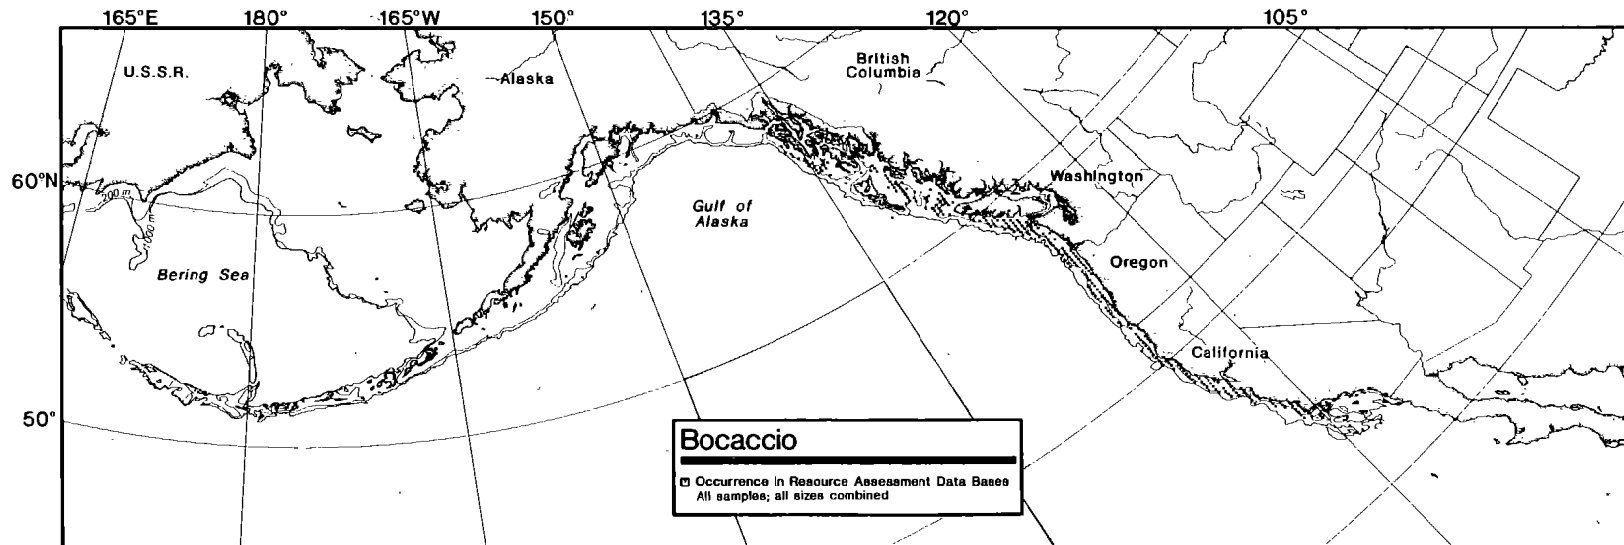 165°E 180° 165°W 150° 135° 120° 105°
U.S.S.R.
Alaska
British
Columbia
60°N
Washington
Gulf of
Alaska
Bering Sea
Oregon
California
50°
Bocaccio
Occurrence in Resource Assessment Data Bases
All samples; all sizes combined